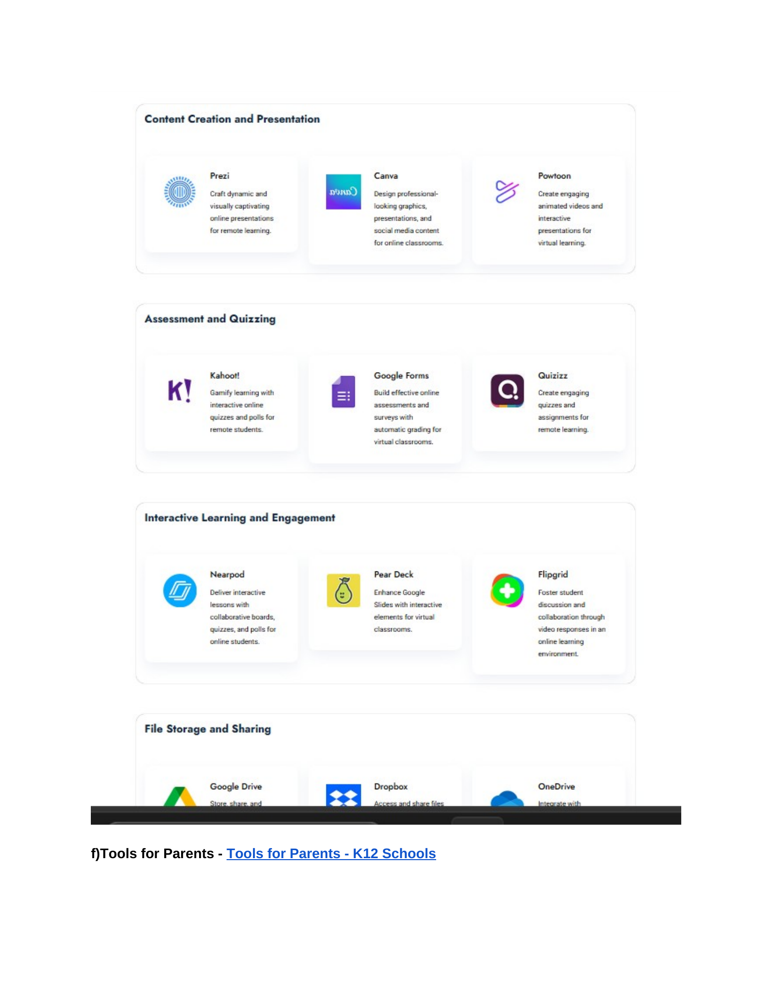 Content Creation and Presentation
Prezi
Craft dynamic and
visually captivating
online presentations
for remote learning.
Canva
Canva
Design professional-
looking graphics,
presentations, and
social media content
for online classrooms.
Powtoon
Create engaging
animated videos and
interactive
presentations for
virtual learning.
Assessment and Quizzing
K!
Kahoot!
Gamify learning with
interactive online
quizzes and polls for
remote students.
Google Forms
Build effective online
assessments and
surveys with
automatic grading for
virtual classrooms.
Quizizz
Create engaging
quizzes and
assignments for
remote learning.
Interactive Learning and Engagement
Nearpod
Deliver interactive
lessons with
collaborative boards,
quizzes, and polls for
online students.
Pear Deck
Enhance Google
Slides with interactive
elements for virtual
classrooms.
Flipgrid
Foster student
discussion and
collaboration through
video responses in an
online learning
environment.
File Storage and Sharing
Google Drive
Store, share, and
Dropbox
Access and share files
OneDrive
Integrate with
f)Tools for Parents - Tools for Parents - K12 Schools